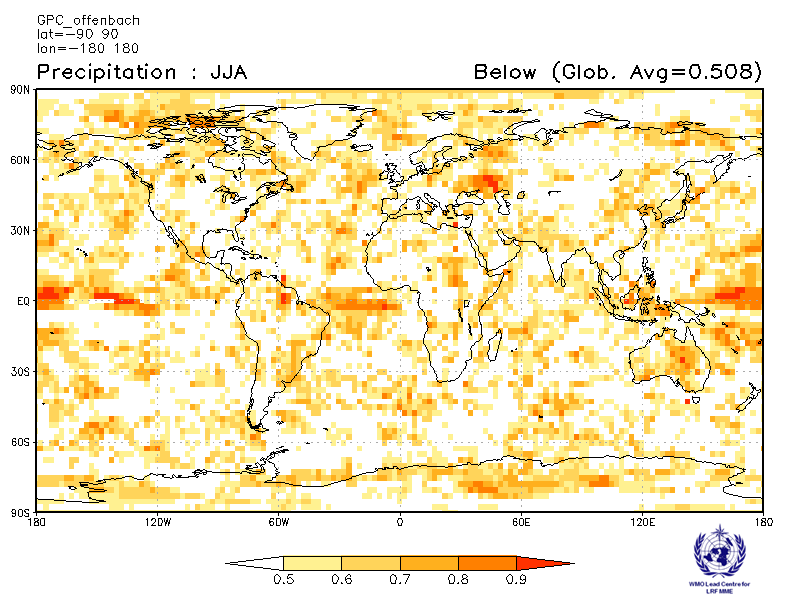 GPC_offenbach
lat=−90 90
lon=−180 180
Precipitation : JJA Below (Glob. Avg=0.508)
90N
60N
30N
EQ
30S
60S
90S
180 120W 60W 0 60E 120E 180
0.5 0.6 0.7 0.8 0.9
WMO Lead Centre for
LRF MME